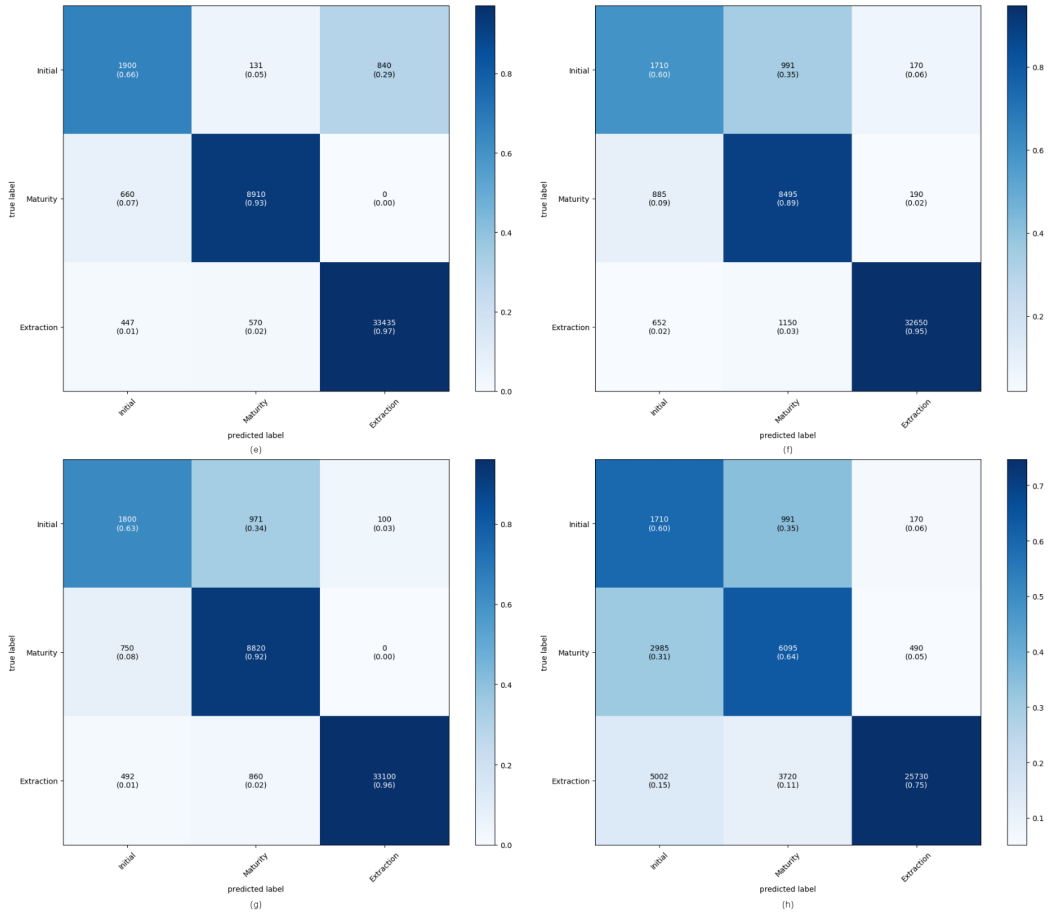 Initial
1900
(0.66)
131
(0.05)
840
(0.29)
Maturity
660
(0.07)
8910
(0.93)
0
(0.00)
Extraction
447
(0.01)
570
(0.02)
33435
(0.97)
true label
Initial
Maturity
Extraction
predicted label
0.8
0.6
0.4
0.2
0.0
(e)
Initial
1710
(0.60)
991
(0.35)
170
(0.06)
Maturity
885
(0.09)
8495
(0.89)
190
(0.02)
Extraction
652
(0.02)
1150
(0.03)
32650
(0.95)
true label
Initial
Maturity
Extraction
predicted label
0.8
0.6
0.4
0.2
(f)
Initial
1800
(0.63)
971
(0.34)
100
(0.03)
Maturity
750
(0.08)
8820
(0.92)
0
(0.00)
Extraction
492
(0.01)
860
(0.02)
33100
(0.96)
true label
Initial
Maturity
Extraction
predicted label
0.8
0.6
0.4
0.2
0.0
(g)
Initial
1710
(0.60)
991
(0.35)
170
(0.06)
Maturity
2985
(0.31)
6095
(0.64)
490
(0.05)
Extraction
5002
(0.15)
3720
(0.11)
25730
(0.75)
true label
Initial
Maturity
Extraction
predicted label
0.7
0.6
0.5
0.4
0.3
0.2
0.1
(h)